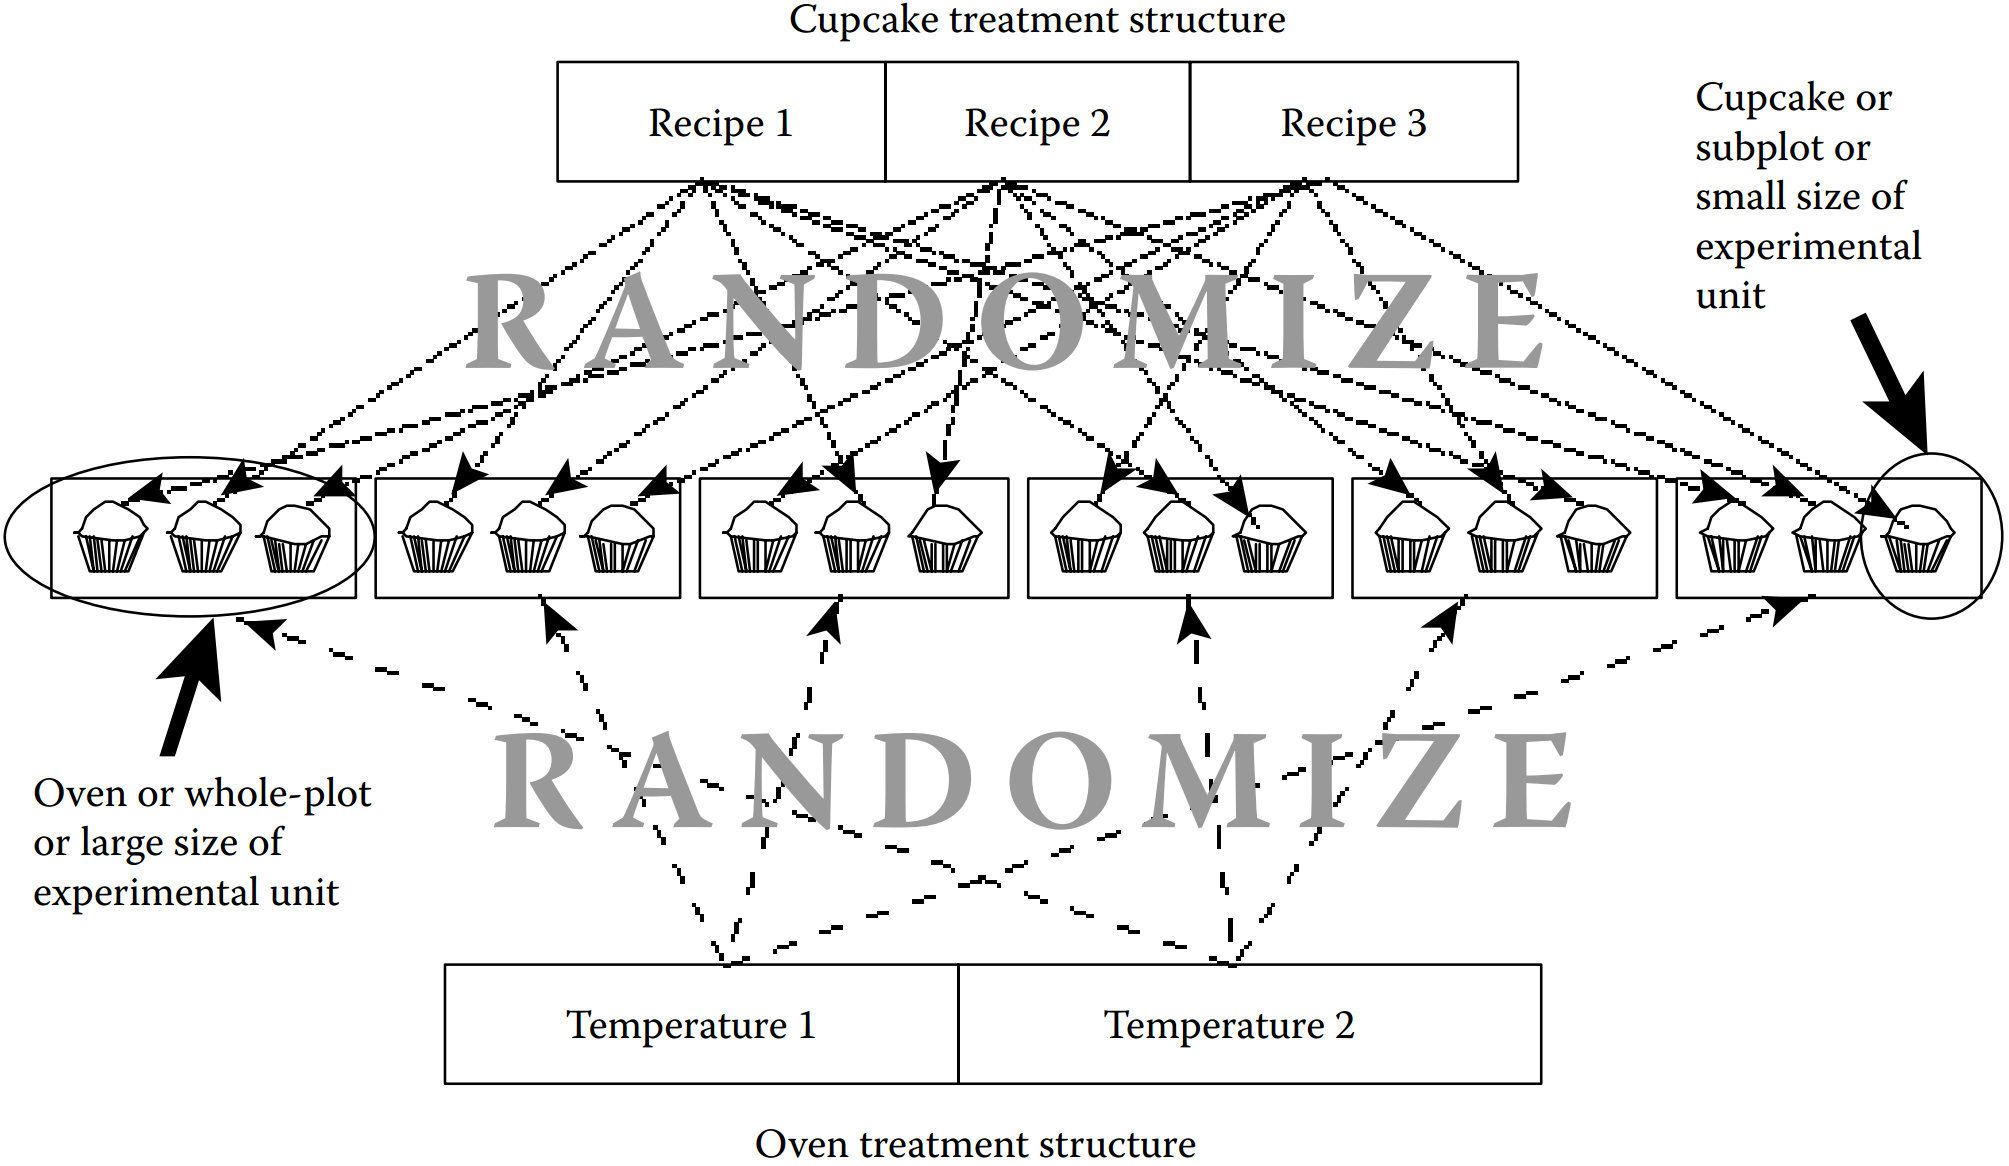 Cupcake treatment structure
Recipe 1
Recipe 2
Recipe 3
Cupcake or
subplot or
small size of
experimental
unit
RANDOMIZE
Oven or whole-plot
or large size of
experimental unit
RANDOMIZE
Temperature 1
Temperature 2
Oven treatment structure